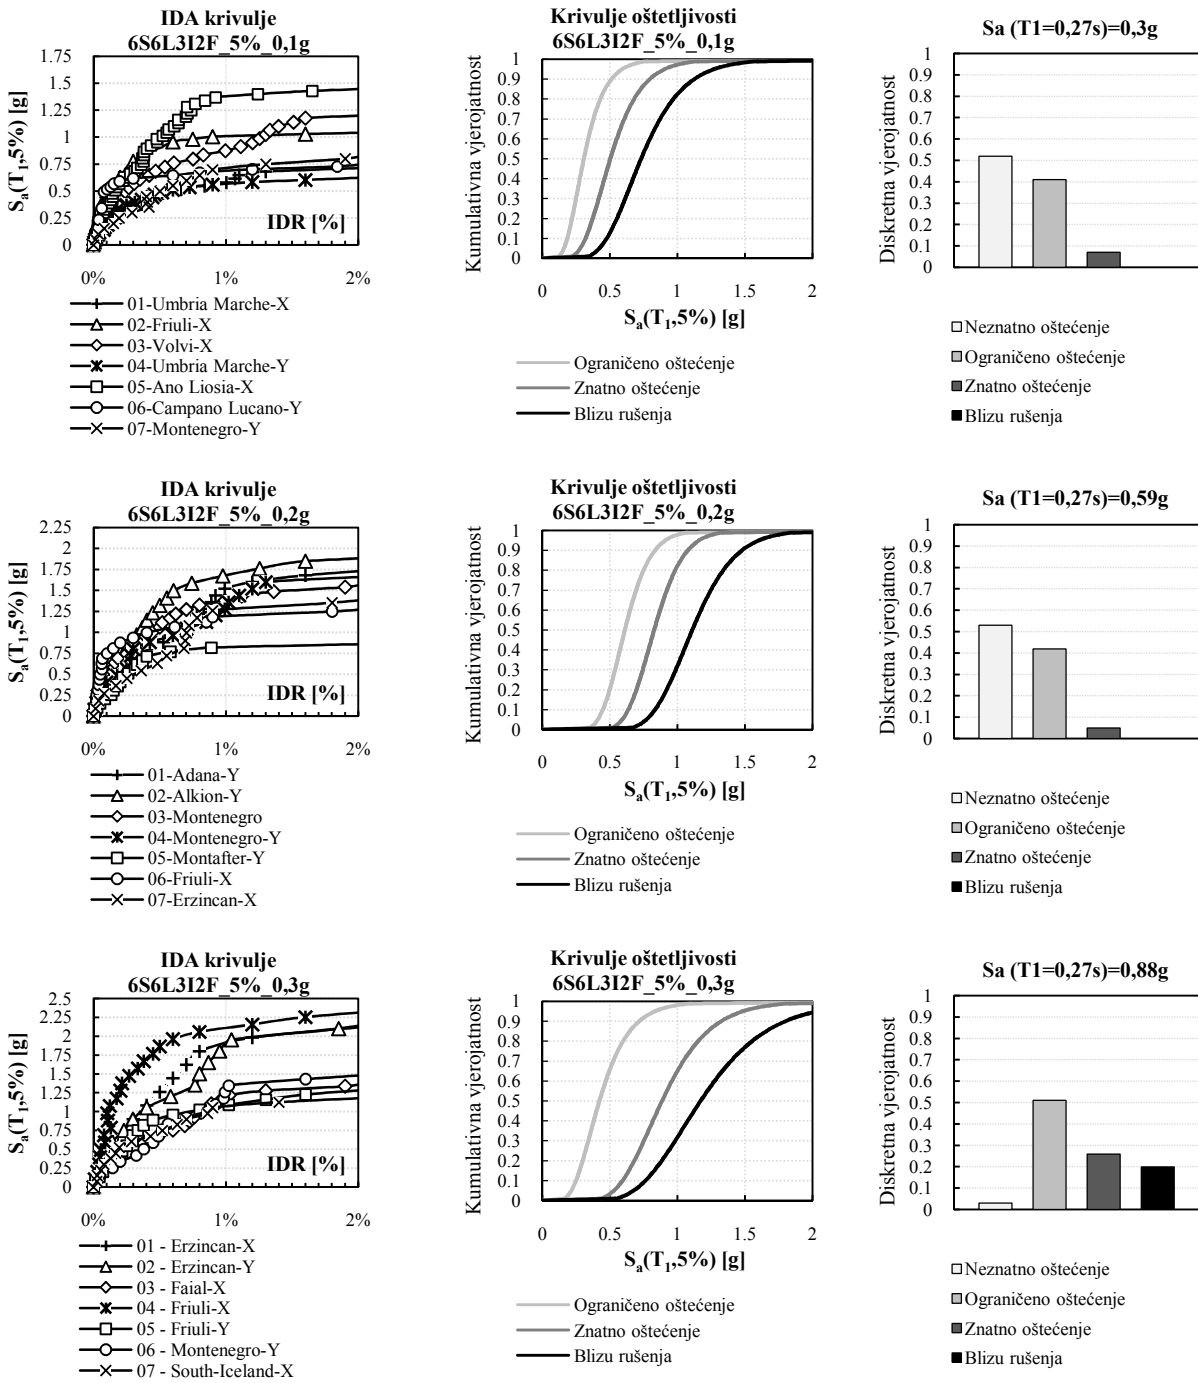 IDA krivulje
6S6L3I2F_5%_0,1g
Sa(T1,5%) [g]
1.75
1.5
1.25
1
0.75
0.5
0.25
0
IDR [%]
0% 1% 2%
01-Umbria Marche-X
02-Friuli-X
03-Volvi-X
04-Umbria Marche-Y
05-Ano Liosia-X
06-Campano Lucano-Y
07-Montenegro-Y
Krivulje oštetljivosti
6S6L3I2F_5%_0,1g
Kumulativna vjerojatnost
1
0.9
0.8
0.7
0.6
0.5
0.4
0.3
0.2
0.1
0
0 0.5 1 1.5 2
Sa(T1,5%) [g]
Ograničeno oštećenje
Znatno oštećenje
Blizu rušenja
Sa (T1=0,27s)=0,3g
Diskretna vjerojatnost
1
0.9
0.8
0.7
0.6
0.5
0.4
0.3
0.2
0.1
0
Neznatno oštećenje
Ograničeno oštećenje
Znatno oštećenje
Blizu rušenja
IDA krivulje
6S6L3I2F_5%_0,2g
Sa(T1,5%) [g]
2.25
2
1.75
1.5
1.25
1
0.75
0.5
0.25
0
IDR [%]
0% 1% 2%
01-Adana-Y
02-Alkion-Y
03-Montenegro
04-Montenegro-Y
05-Montafter-Y
06-Friuli-X
07-Erzincan-X
Krivulje oštetljivosti
6S6L3I2F_5%_0,2g
Kumulativna vjerojatnost
1
0.9
0.8
0.7
0.6
0.5
0.4
0.3
0.2
0.1
0
0 0.5 1 1.5 2
Sa(T1,5%) [g]
Ograničeno oštećenje
Znatno oštećenje
Blizu rušenja
Sa (T1=0,27s)=0,59g
Diskretna vjerojatnost
1
0.9
0.8
0.7
0.6
0.5
0.4
0.3
0.2
0.1
0
Neznatno oštećenje
Ograničeno oštećenje
Znatno oštećenje
Blizu rušenja
IDA krivulje
6S6L3I2F_5%_0,3g
Sa(T1,5%) [g]
2.5
2.25
2
1.75
1.5
1.25
1
0.75
0.5
0.25
0
IDR [%]
0% 1% 2%
01 - Erzincan-X
02 - Erzincan-Y
03 - Faial-X
04 - Friuli-X
05 - Friuli-Y
06 - Montenegro-Y
07 - South-Iceland-X
Krivulje oštetljivosti
6S6L3I2F_5%_0,3g
Kumulativna vjerojatnost
1
0.9
0.8
0.7
0.6
0.5
0.4
0.3
0.2
0.1
0
0 0.5 1 1.5 2
Sa(T1,5%) [g]
Ograničeno oštećenje
Znatno oštećenje
Blizu rušenja
Sa (T1=0,27s)=0,88g
Diskretna vjerojatnost
1
0.9
0.8
0.7
0.6
0.5
0.4
0.3
0.2
0.1
0
Neznatno oštećenje
Ograničeno oštećenje
Znatno oštećenje
Blizu rušenja